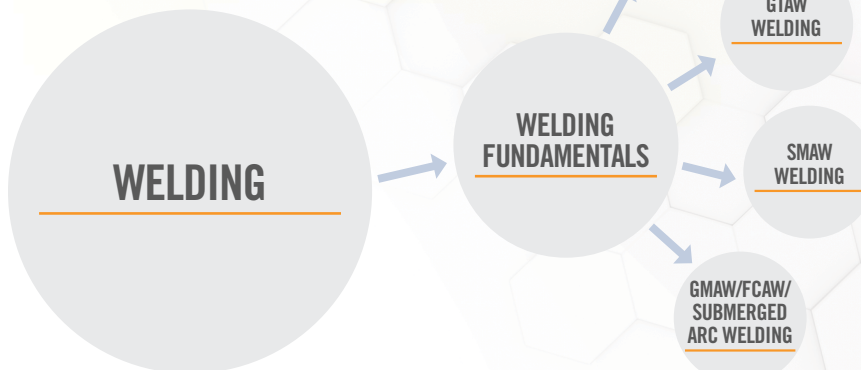 WELDING
WELDING
FUNDAMENTALS
GTAW
WELDING
SMAW
WELDING
GMAW/FCAW/
SUBMERGED
ARC WELDING